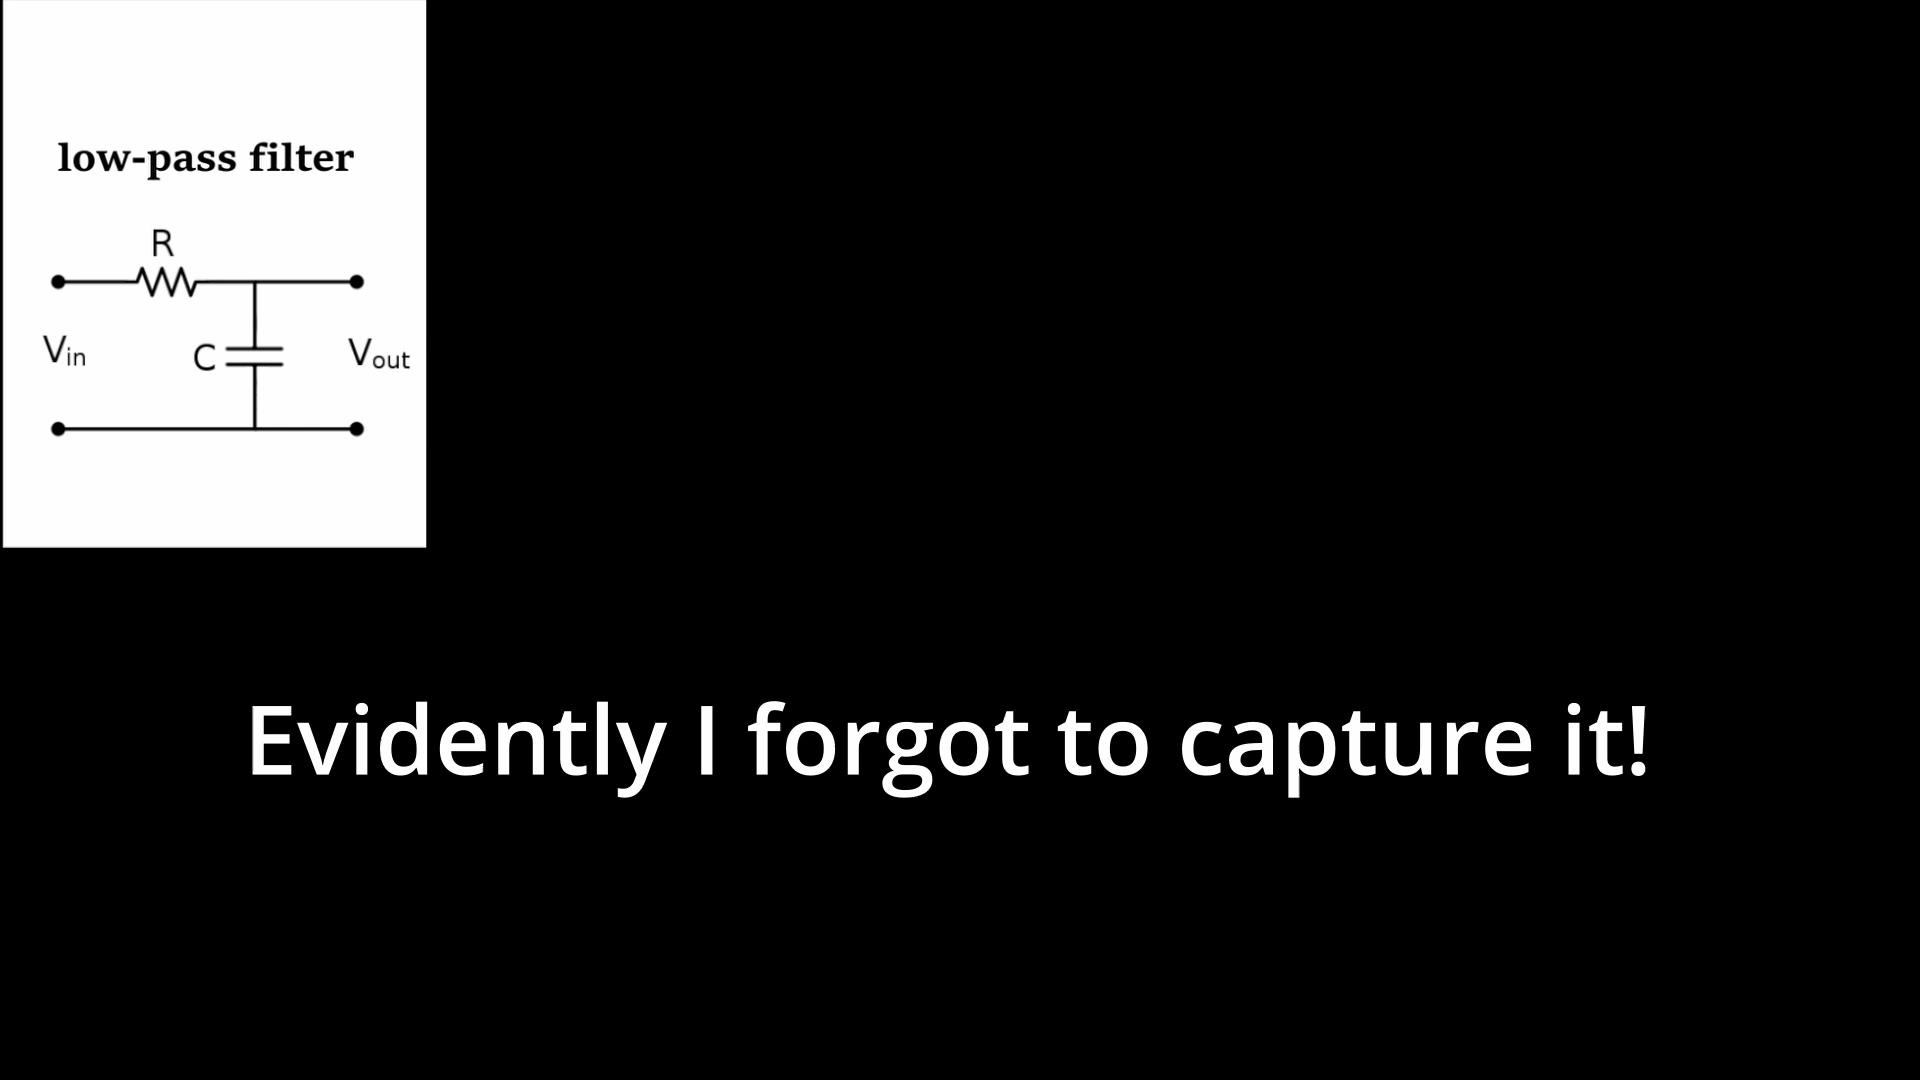 low-pass filter
R
Vin
C
Vout
Evidently I forgot to capture it!